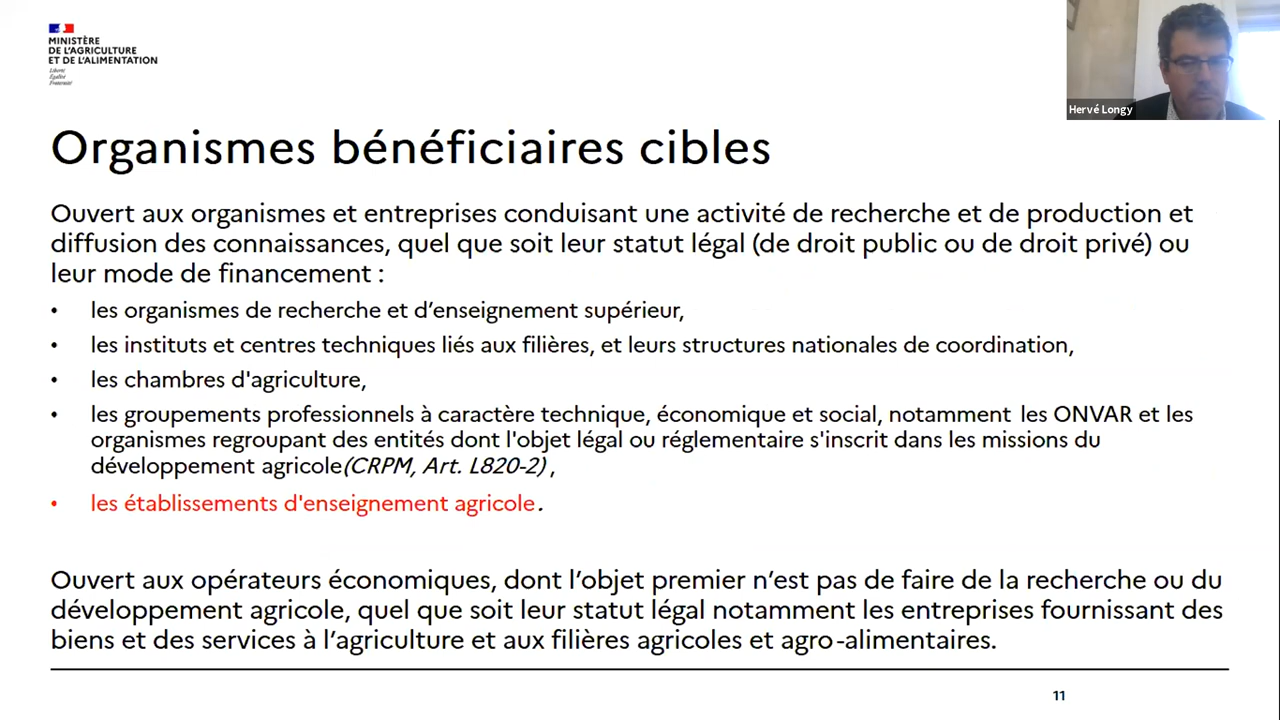 MINISTÈRE
DE L'AGRICULTURE
ET DE L'ALIMENTATION
Liberté
Égalité
Fraternité
Hervé Longy
Organismes bénéficiaires cibles
Ouvert aux organismes et entreprises conduisant une activité de recherche et de production et
diffusion des connaissances, quel que soit leur statut légal (de droit public ou de droit privé) ou
leur mode de financement :
• les organismes de recherche et d’enseignement supérieur,
• les instituts et centres techniques liés aux filières, et leurs structures nationales de coordination,
• les chambres d'agriculture,
• les groupements professionnels à caractère technique, économique et social, notamment les ONVAR et les
organismes regroupant des entités dont l'objet légal ou réglementaire s'inscrit dans les missions du
développement agricole(CRPM, Art. L820-2) ,
• les établissements d'enseignement agricole.
Ouvert aux opérateurs économiques, dont l’objet premier n’est pas de faire de la recherche ou du
développement agricole, quel que soit leur statut légal notamment les entreprises fournissant des
biens et des services à l’agriculture et aux filières agricoles et agro-alimentaires.
11